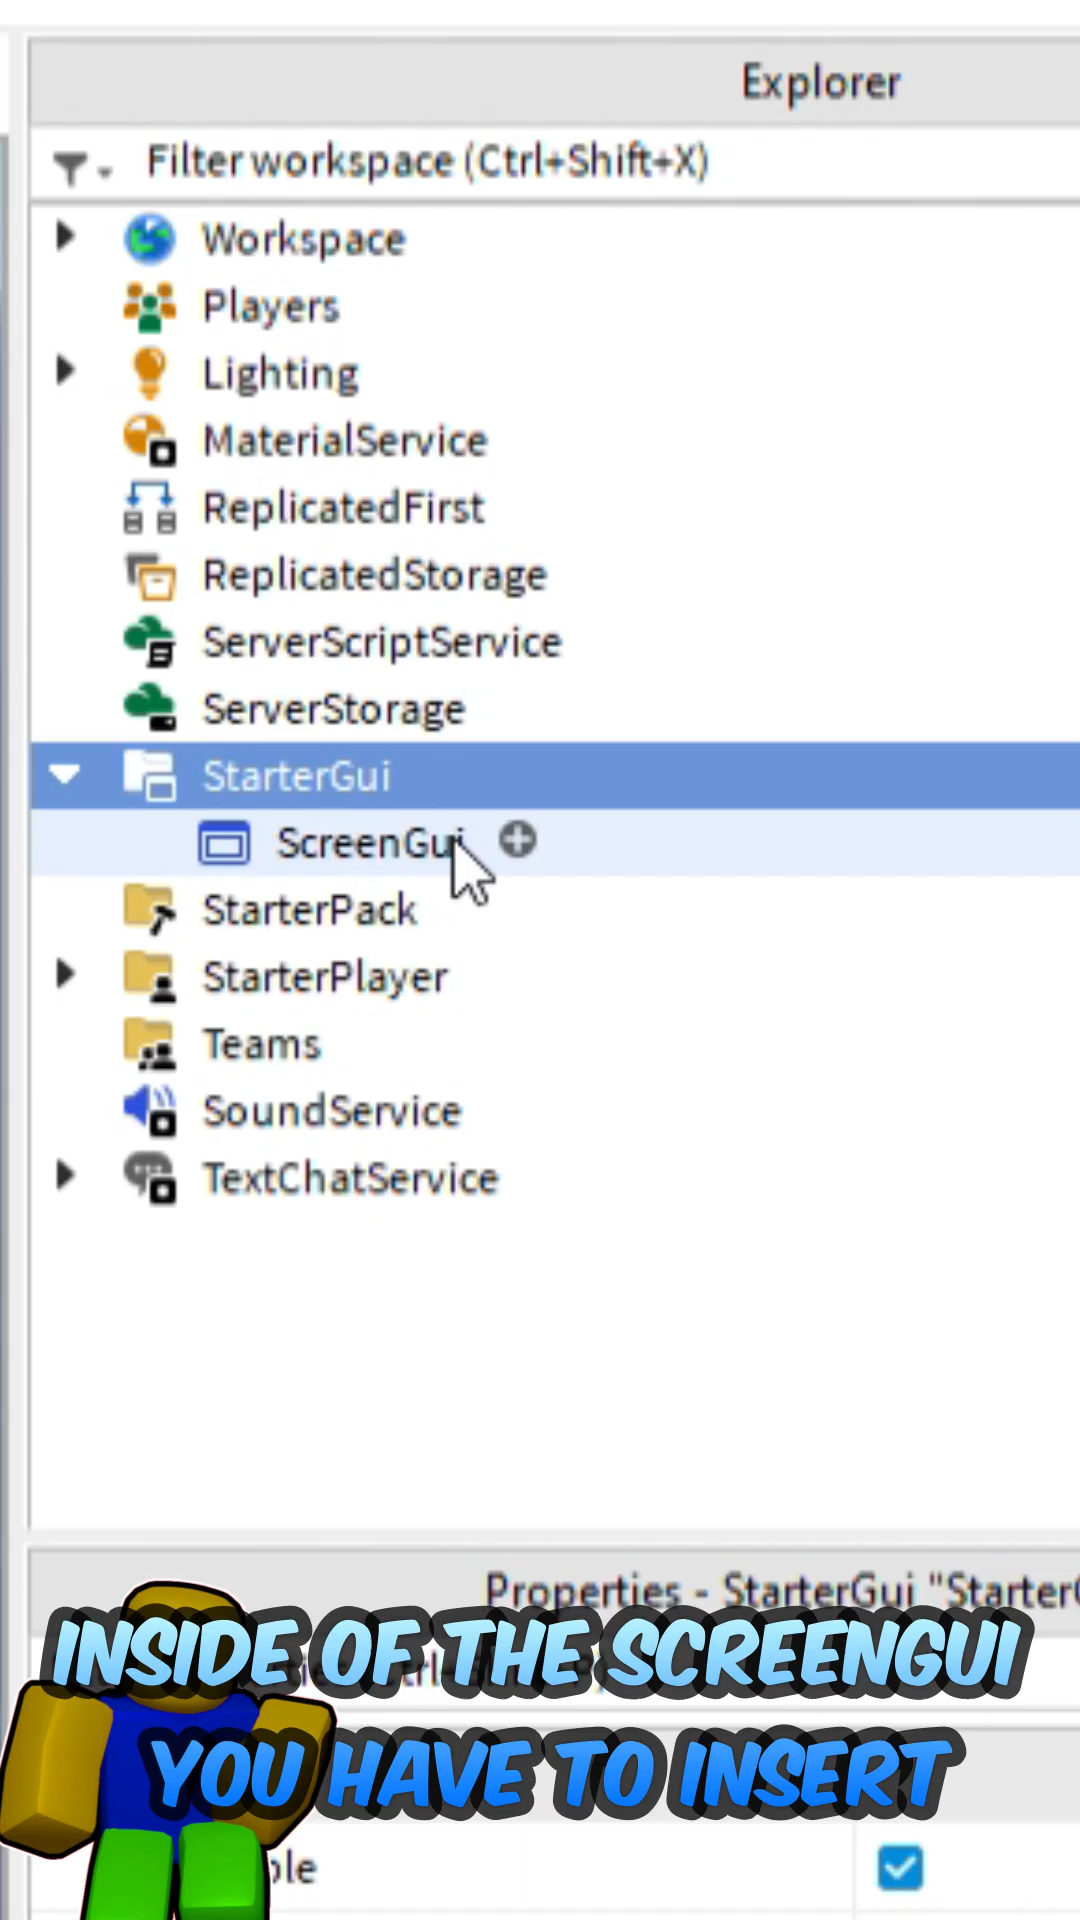 Explorer
Filter workspace (Ctrl+Shift+X)
Workspace
Players
Lighting
MaterialService
ReplicatedFirst
ReplicatedStorage
ServerScriptService
ServerStorage
StarterGui
ScreenGui
StarterPack
StarterPlayer
Teams
SoundService
TextChatService
Properties - StarterGui "Starter
INSIDE OF THE SCREENGUI
YOU HAVE TO INSERT